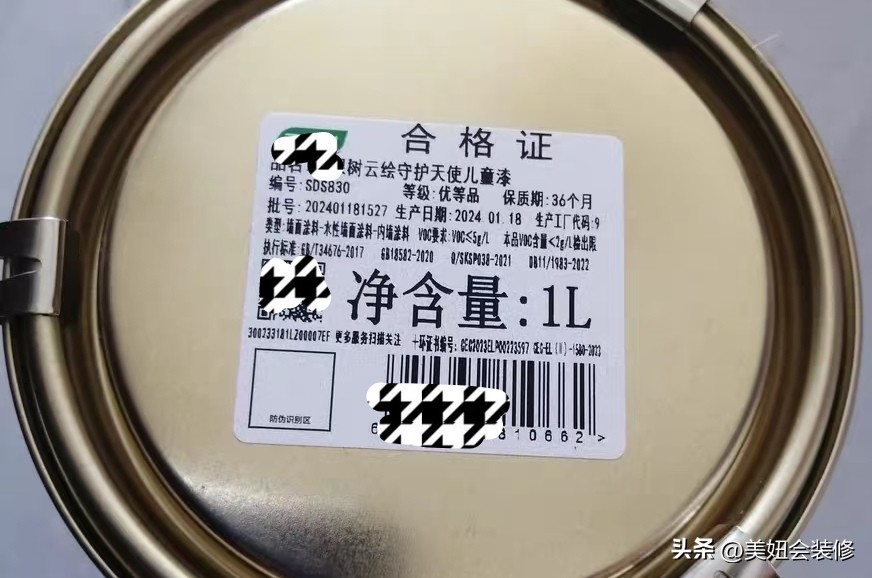 合格证
品名 树云绘守护天使儿童漆
编号:SDS830 等级:优等品 保质期:36个月
批号:202401181527 生产日期:2024 01.18 生产工厂代码:9
类型:墙面涂料-水性墙面涂料-内墙涂料 VOC要求:VOC≤5g/L 本品VOC含量<2g/L检出限
执行标准:GB/T34676-2017 GB18582-2020 Q/SKSP038-2021 DB11/1983-2022
净含量:1L
300233181L200007EF 更多服务扫描关注 十环证书编号:CEC2023ELP00223597 CEC-EL(V)-1580-2023
防伪识别区
6 810662>
头条 @美妞会装修